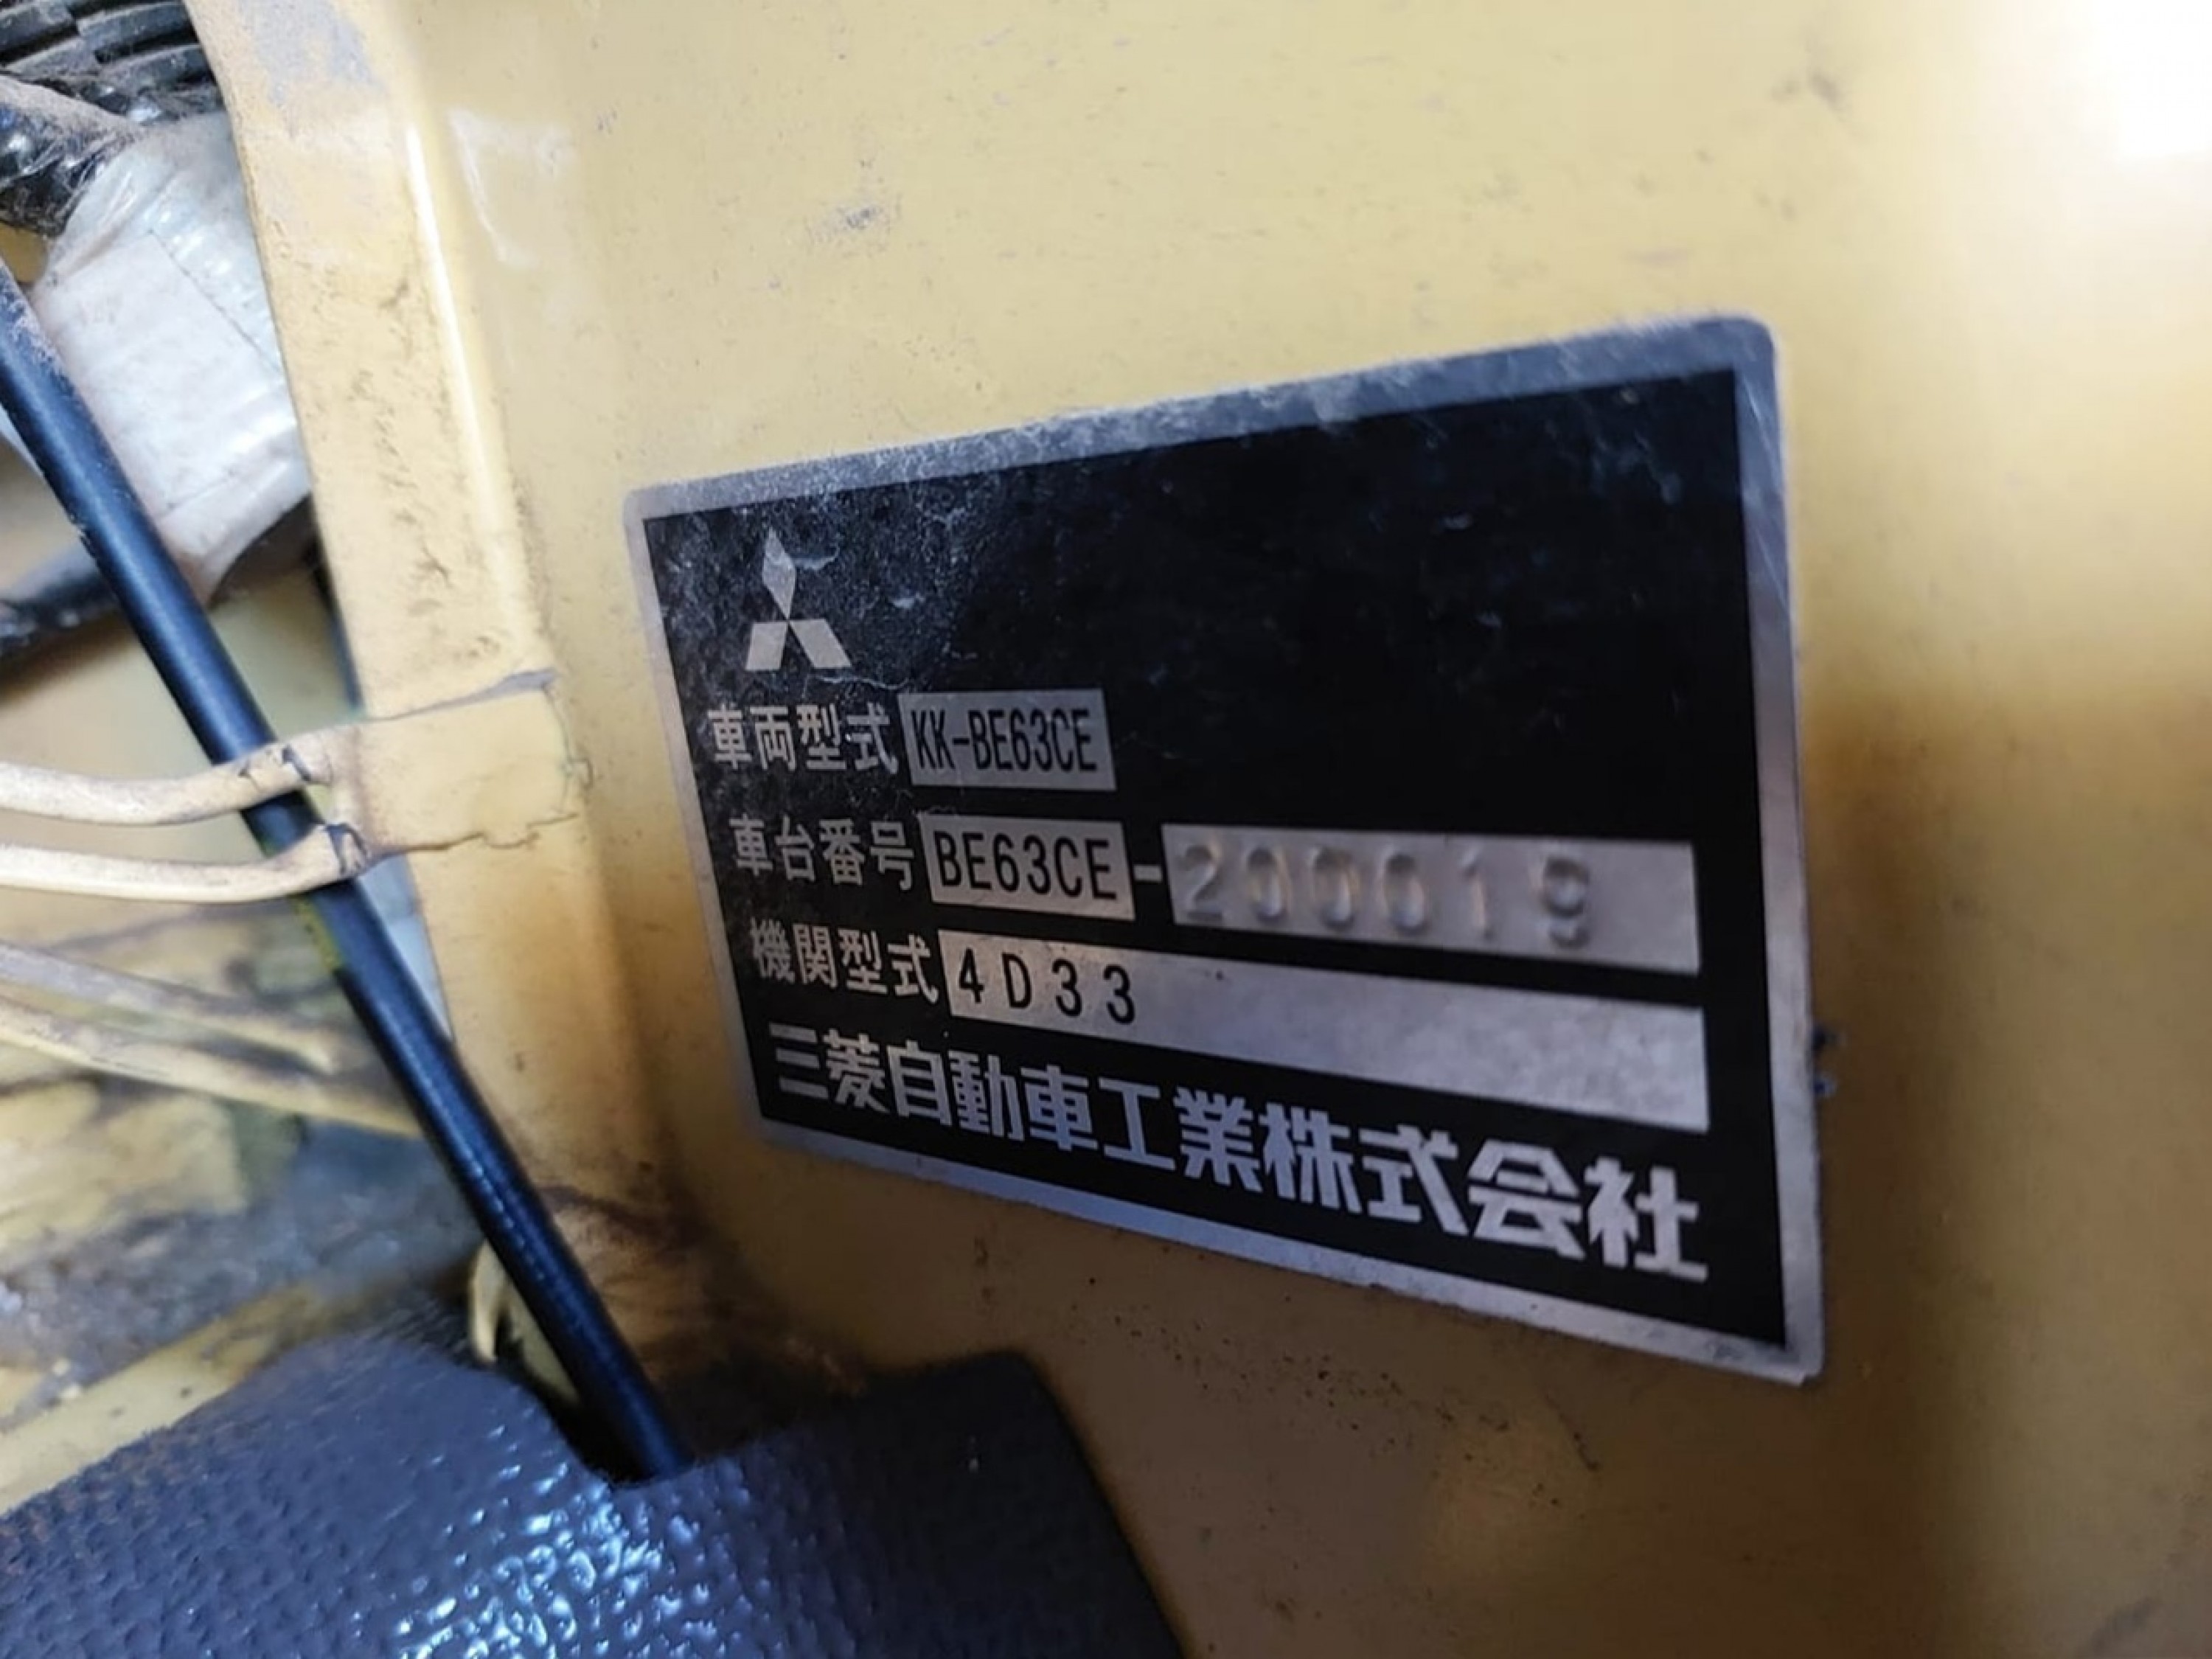 車両型式 KK-BE63CE
車台番号 BE63CE-200019
機関型式 4D33
三菱自動車工業株式会社